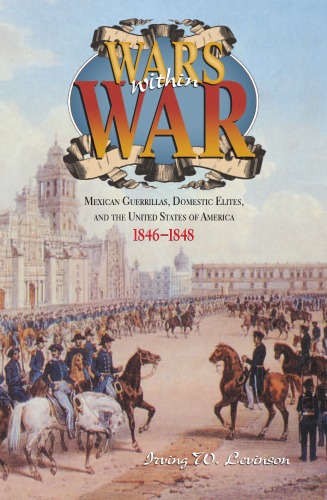 WARS
within
WAR
MEXICAN GUERRILLAS, DOMESTIC ELITES,
AND THE UNITED STATES OF AMERICA
1846–1848
Irving W. Levinson